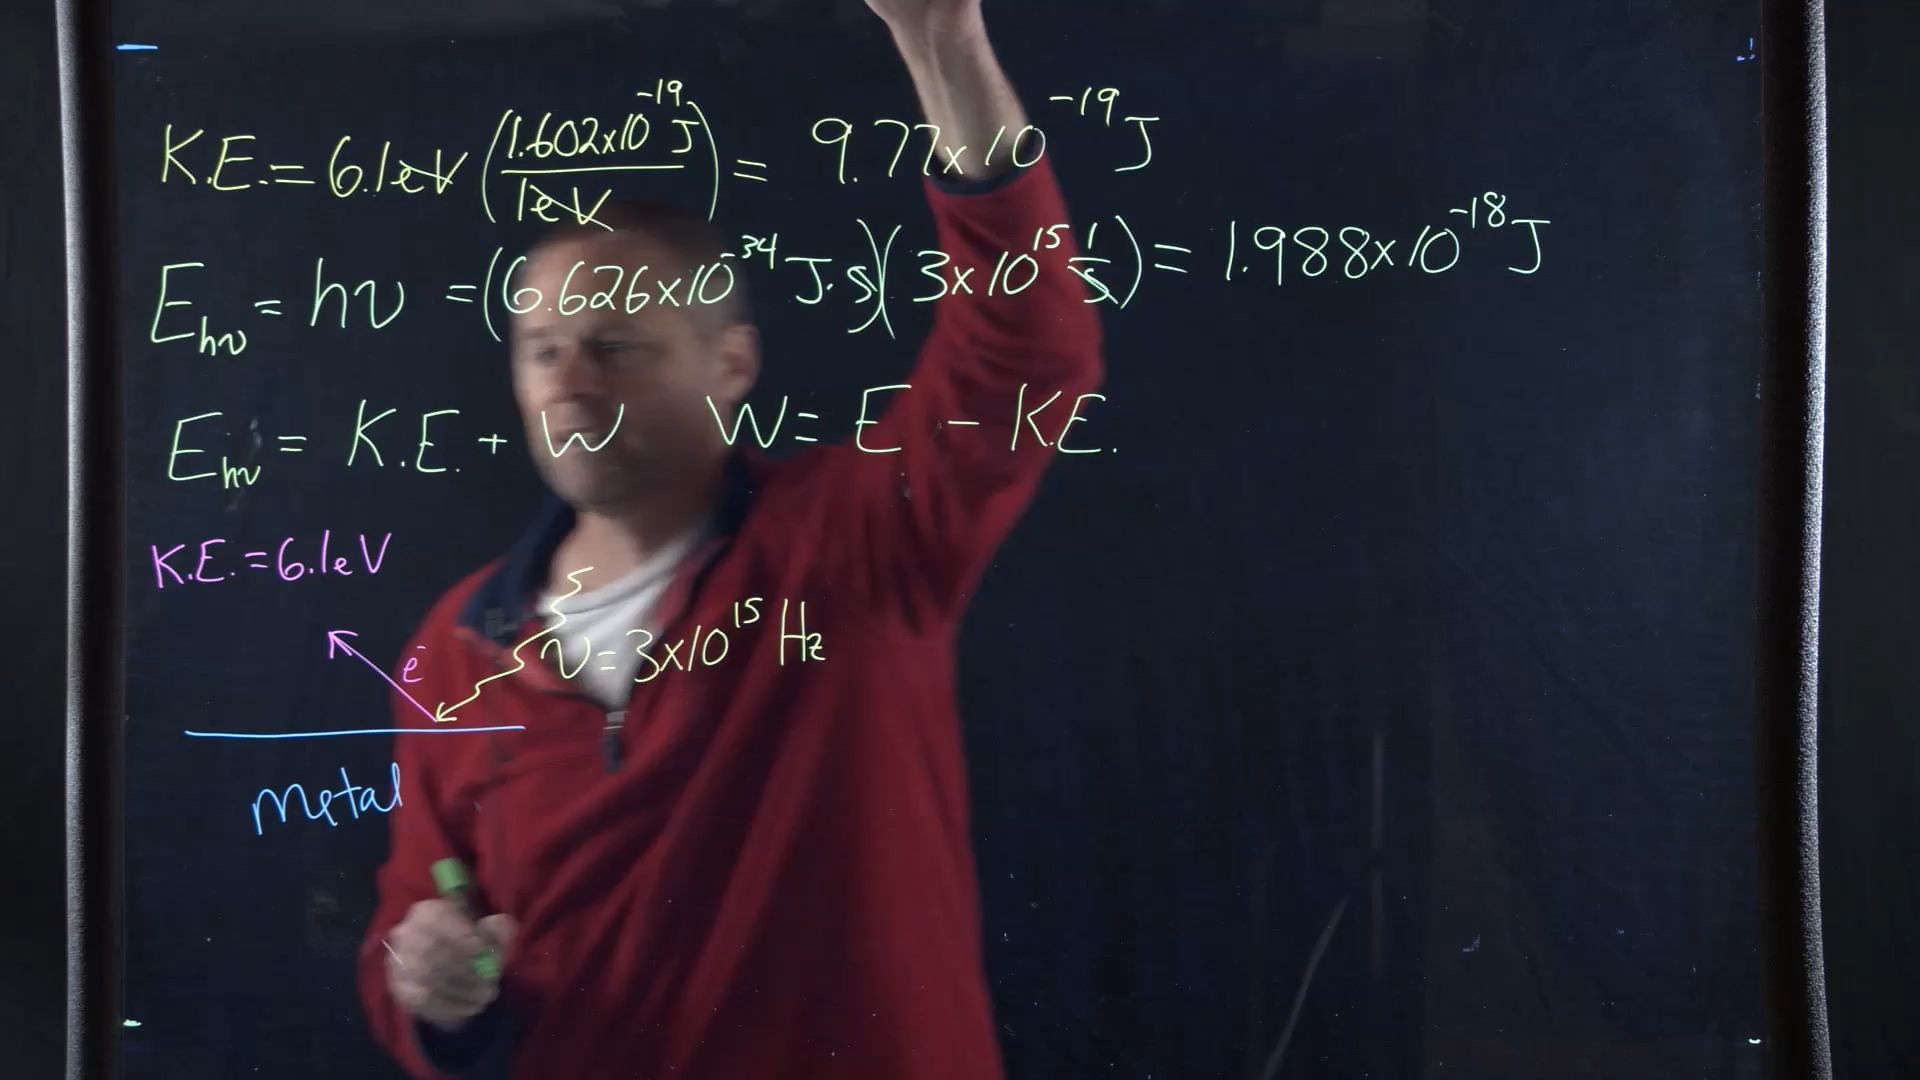 K.E. = 6.1eV (1.602x10^-19 J / 1eV) = 9.77x10^-19 J
E_hν = hν = (6.626x10^-34 J·s)(3x10^15 1/s) = 1.988x10^-18 J
E_hν = K.E. + W W = E - K.E.
K.E. = 6.1eV
e^-
ν = 3x10^15 Hz
Metal